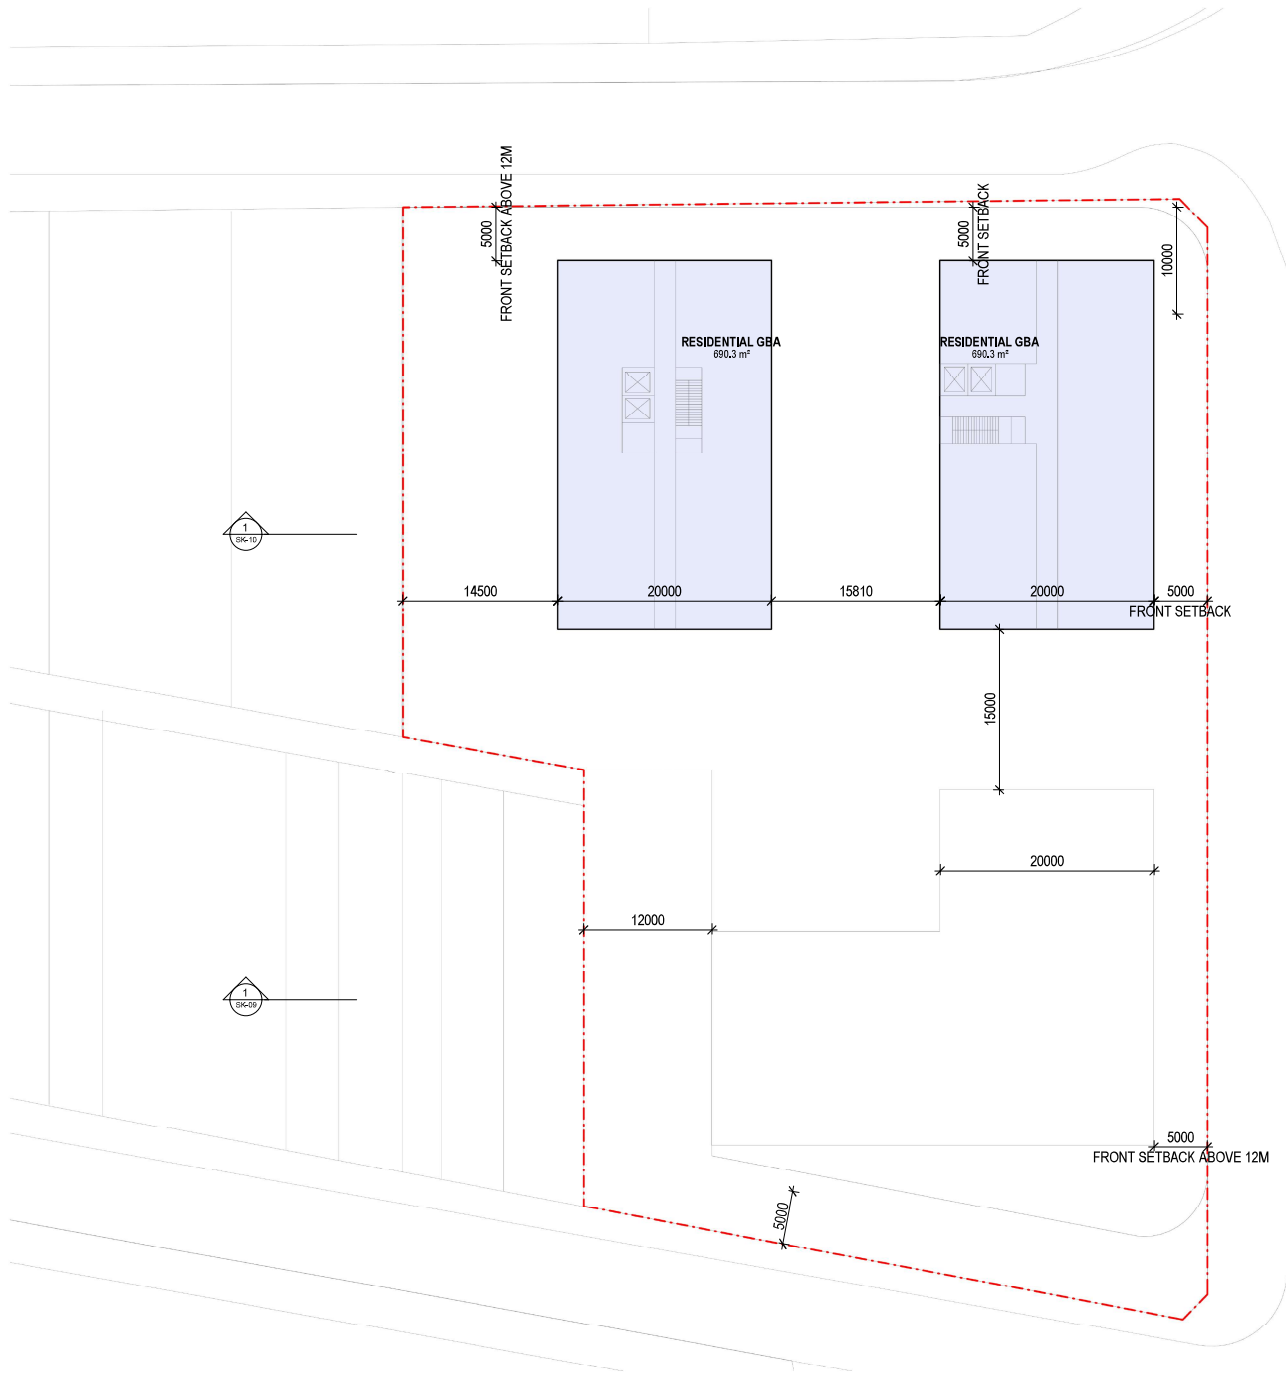 5000
FRONT SETBACK ABOVE 12M
5000
FRONT SETBACK
10000
RESIDENTIAL GBA
690.3 m²
RESIDENTIAL GBA
690.3 m²
1
SK-10
14500
20000
15810
20000
5000
FRONT SETBACK
15000
20000
12000
1
SK-09
5000
FRONT SETBACK ABOVE 12M
5000